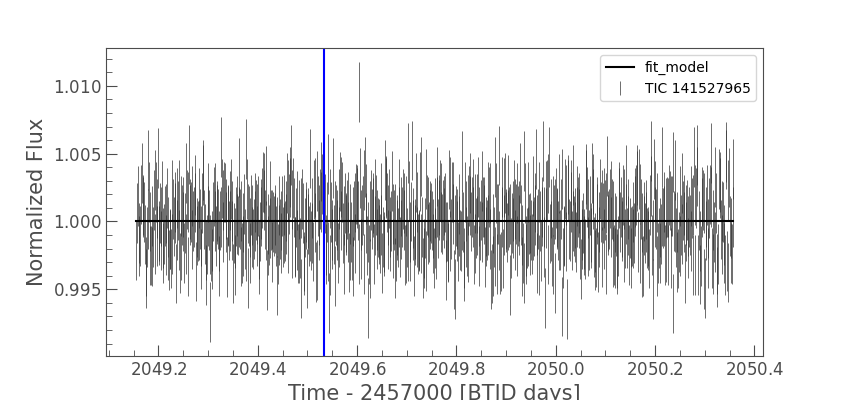 fit_model
TIC 141527965
1.010
1.005
1.000
0.995
Normalized Flux
2049.2 2049.4 2049.6 2049.8 2050.0 2050.2 2050.4
Time - 2457000 [BTJD days]